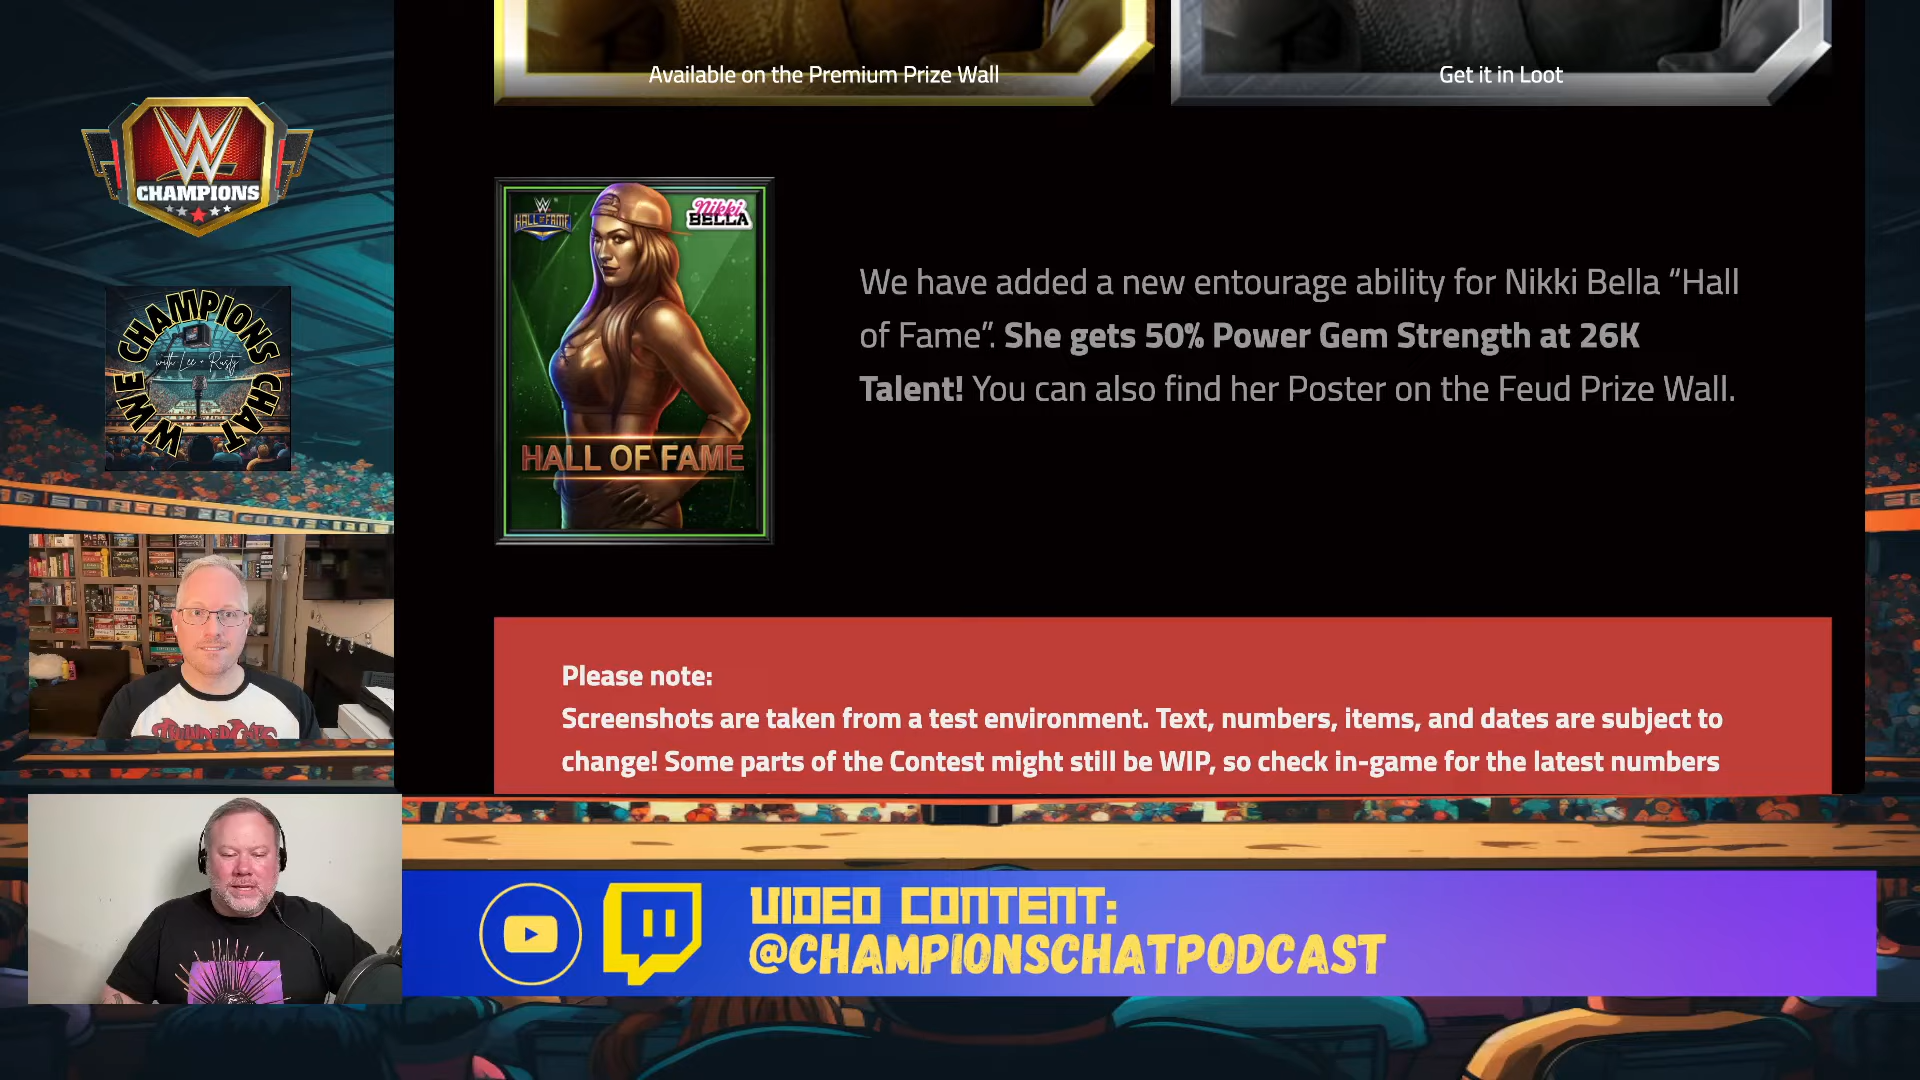 Available on the Premium Prize Wall
Get it in Loot
W
CHAMPIONS
WWE CHAMPIONS CHAT
with Lee + Rusty
HALL OF FAME
Nikki
BELLA
HALL OF FAME
We have added a new entourage ability for Nikki Bella “Hall
of Fame”. She gets 50% Power Gem Strength at 26K
Talent! You can also find her Poster on the Feud Prize Wall.
Please note:
Screenshots are taken from a test environment. Text, numbers, items, and dates are subject to
change! Some parts of the Contest might still be WIP, so check in-game for the latest numbers
VIDEO CONTENT:
@CHAMPIONSCHATPODCAST